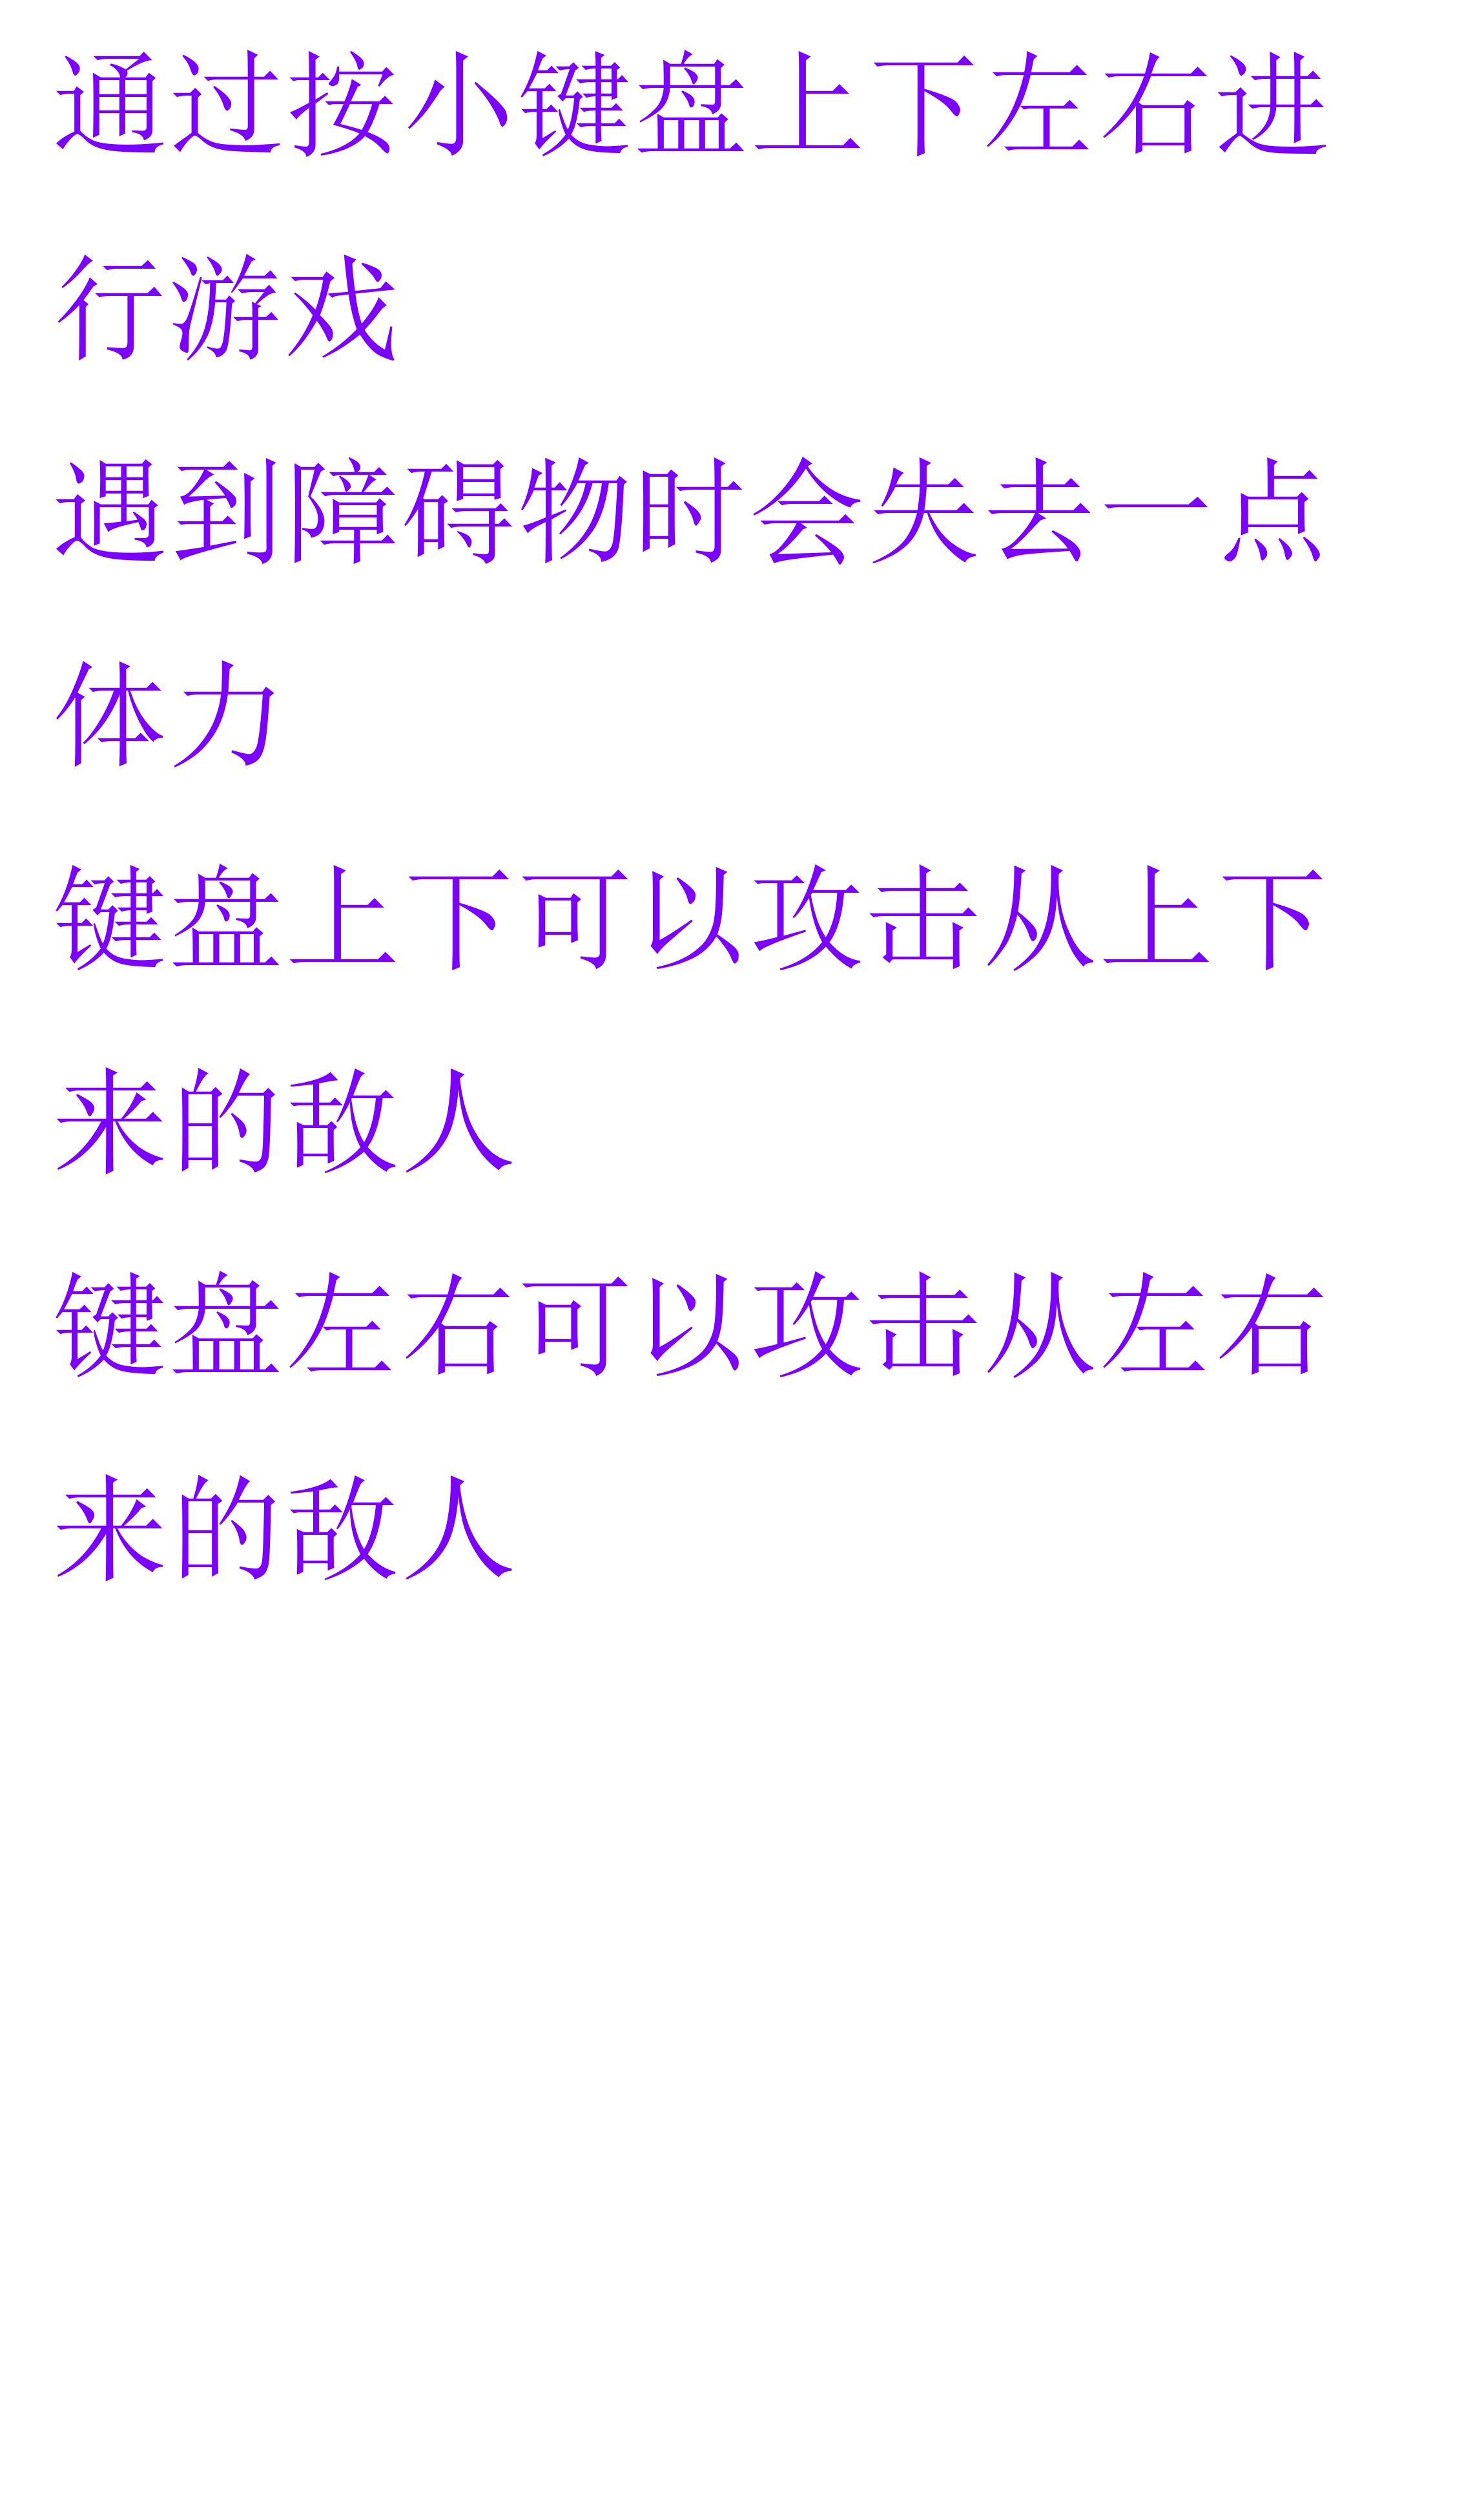 通过控制键盘上下左右进
行游戏
遇到障碍物时会失去一点
体力
键盘上下可以攻击从上下
来的敌人
键盘左右可以攻击从左右
来的敌人